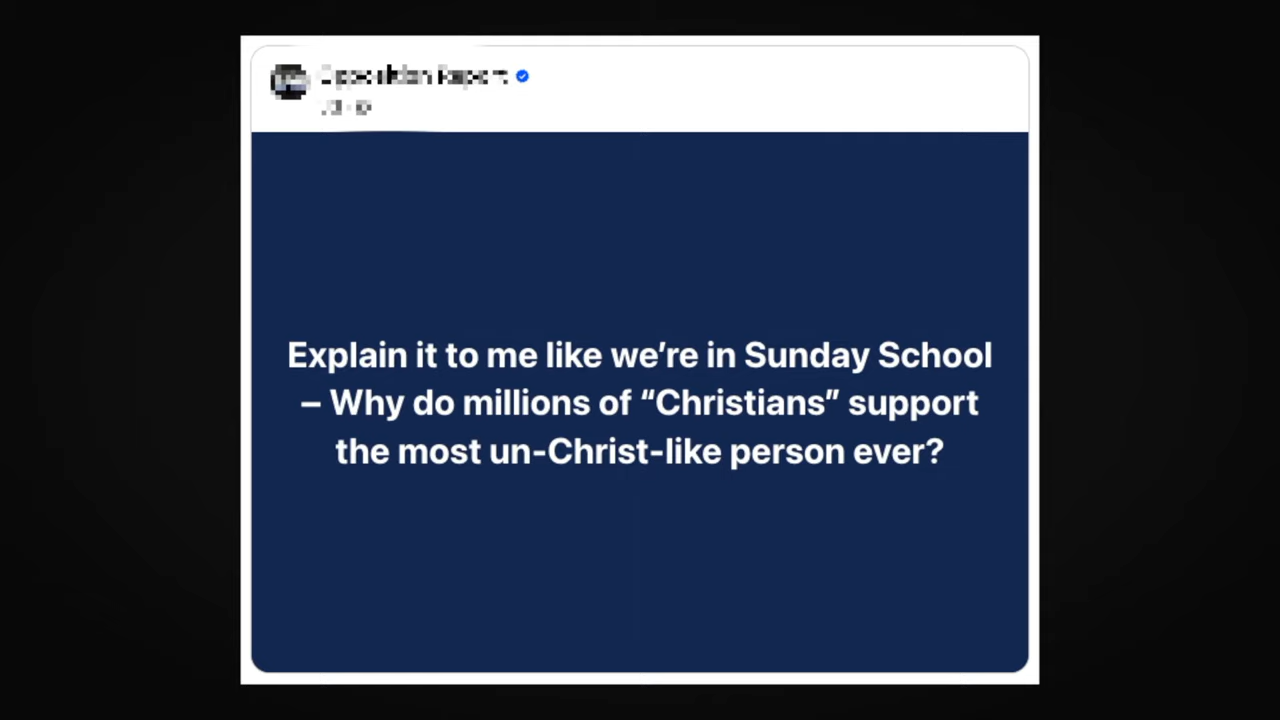 Explain it to me like we’re in Sunday School
– Why do millions of “Christians” support
the most un-Christ-like person ever?